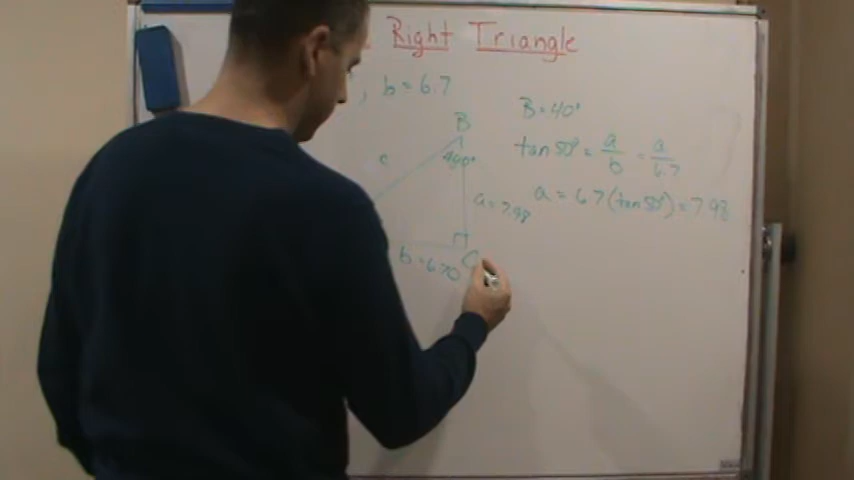 Right Triangle
, b = 6.7
B = 40°
B
tan 50° = a/b = a/6.7
c
40°
a = 7.98
a = 6.7 (tan 50°) = 7.98
b = 6.70
C